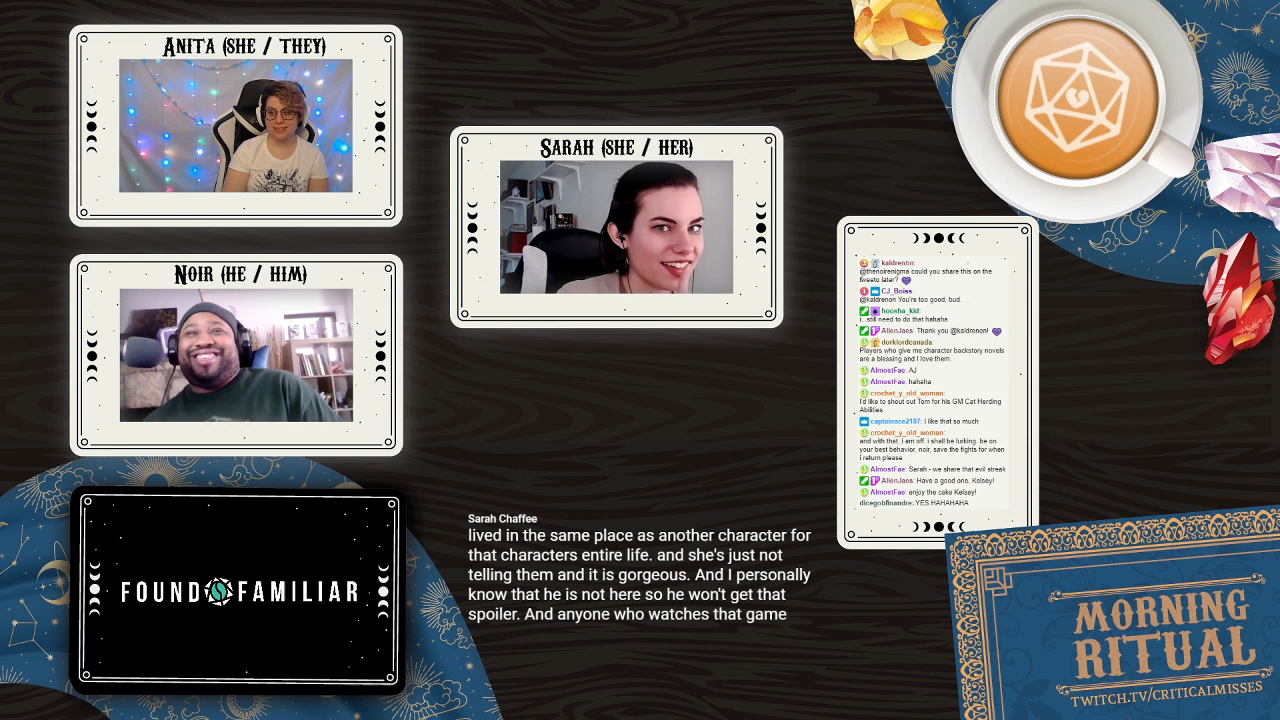 ANITA (SHE / THEY)
SARAH (SHE / HER)
NOIR (HE / HIM)
FOUND FAMILIAR
Sarah Chaffee
lived in the same place as another character for
that characters entire life. and she's just not
telling them and it is gorgeous. And I personally
know that he is not here so he won't get that
spoiler. And anyone who watches that game
kaldrenon:
@thenoirenigma could you share this on the
tweeto later?
CJ_Boiss:
@kaldrenon You're too good, bud.
hoosha_kid:
i...still need to do that hahaha
AllenJaes: Thank you @kaldrenon!
dorklordcanada:
Players who give me character backstory novels
are a blessing and I love them.
AlmostFae: AJ
AlmostFae: hahaha
crochet_y_old_woman:
i'd like to shout out Tom for his GM Cat Herding
Abilities
captainace2187: I like that so much
crochet_y_old_woman:
and with that. i am off. i shall be lurking. be on
your best behavior, noir. save the fights for when
i return please
AlmostFae: Sarah - we share that evil streak
AllenJaes: Have a good one, Kelsey!
AlmostFae: enjoy the cake Kelsey!
dicegobfinandre: YES HAHAHAHA
MORNING
RITUAL
TWITCH.TV/CRITICALMISSES